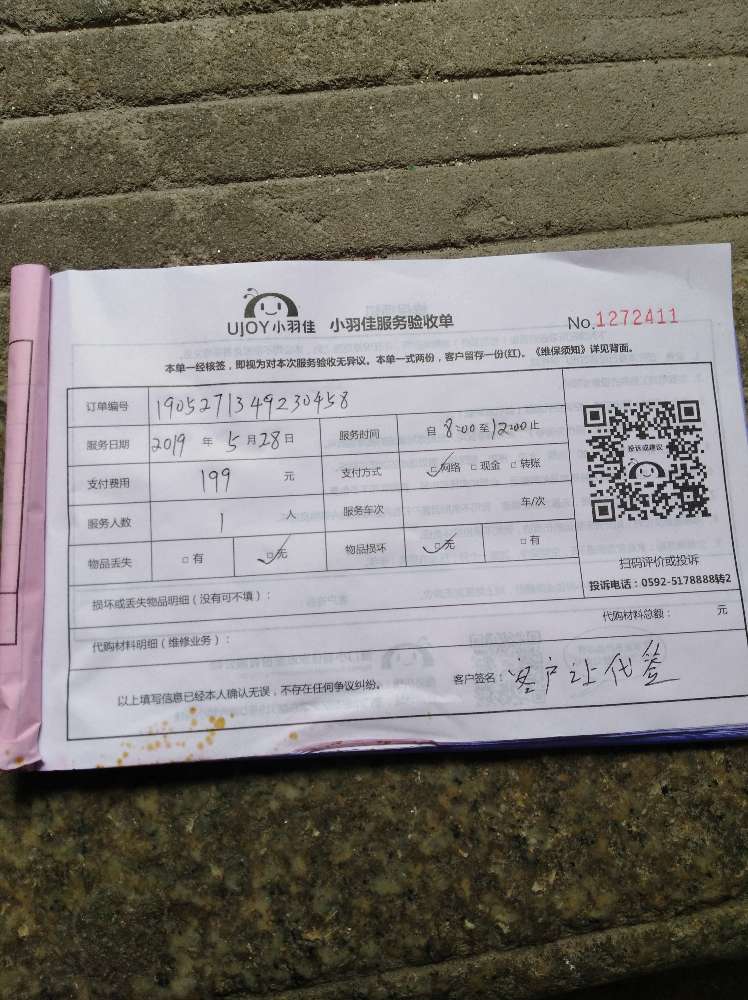 UJOY小羽佳 小羽佳服务验收单 No.1272411
本单一经核签，即视为对本次服务验收无异议。本单一式两份，客户留存一份(红)。《维保须知》详见背面。
订单编号 1905271349230458
服务日期 2019 年 5 月 28 日 服务时间 自 8:00 至 12:00 止
支付费用 199 元 支付方式 ☑网络 □现金 □转账
服务人数 1 人 服务车次 车/次
物品丢失 □有 ☑无 物品损坏 ☑无 □有
投诉或建议
扫码评价或投诉
投诉电话：0592-5178888转2
损坏或丢失物品明细（没有可不填）：
代购材料明细（维修业务）： 代购材料总额： 元
以上填写信息已经本人确认无误，不存在任何争议纠纷。 客户签名：客户让代签